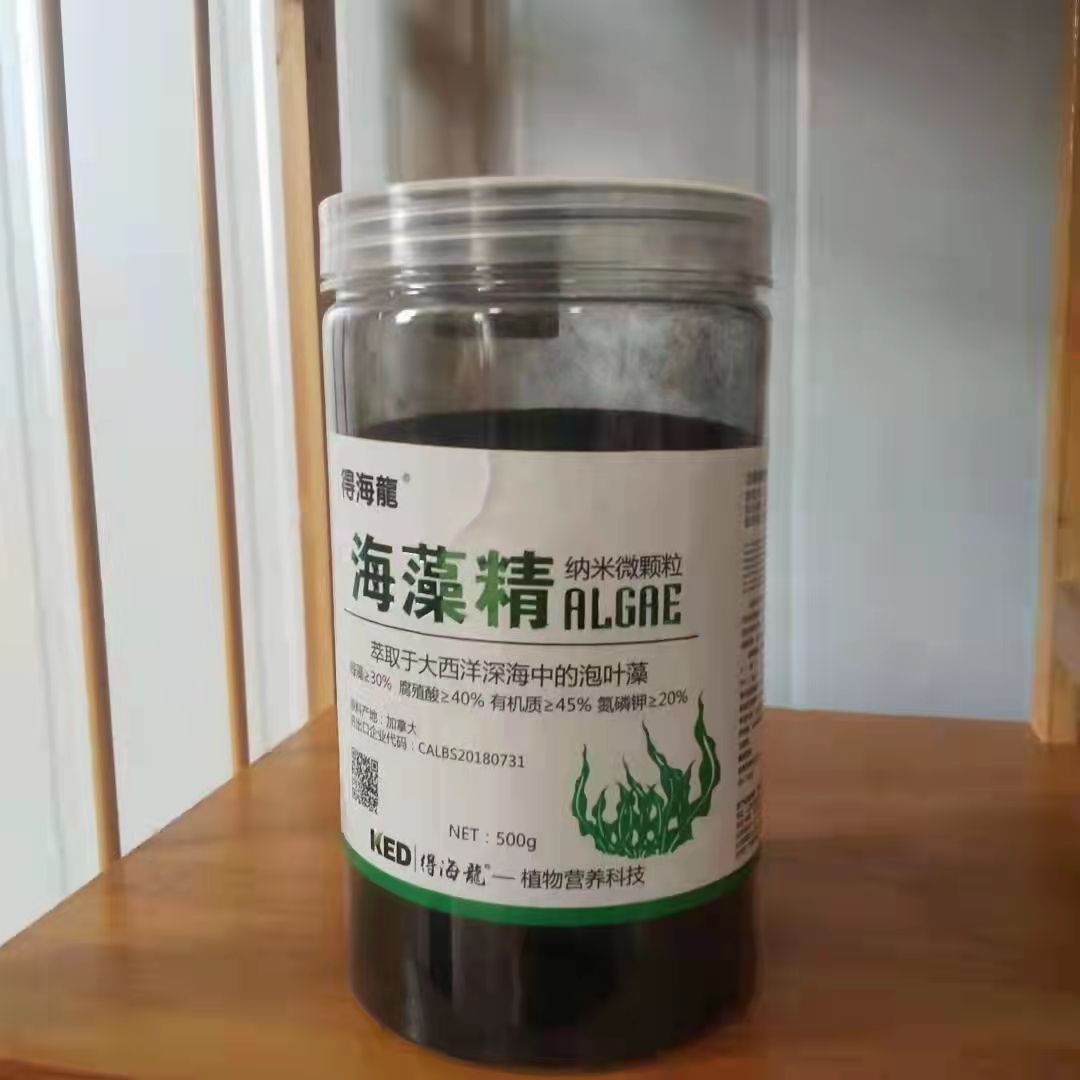 得海龍®
海藻精
纳米微颗粒
ALGAE
萃取于大西洋深海中的泡叶藻
≥30% 腐殖酸≥40% 有机质≥45% 氮磷钾≥20%
原料产地：加拿大
进出口企业代码：CALBS20180731
NET：500g
KED 得海龍® — 植物营养科技